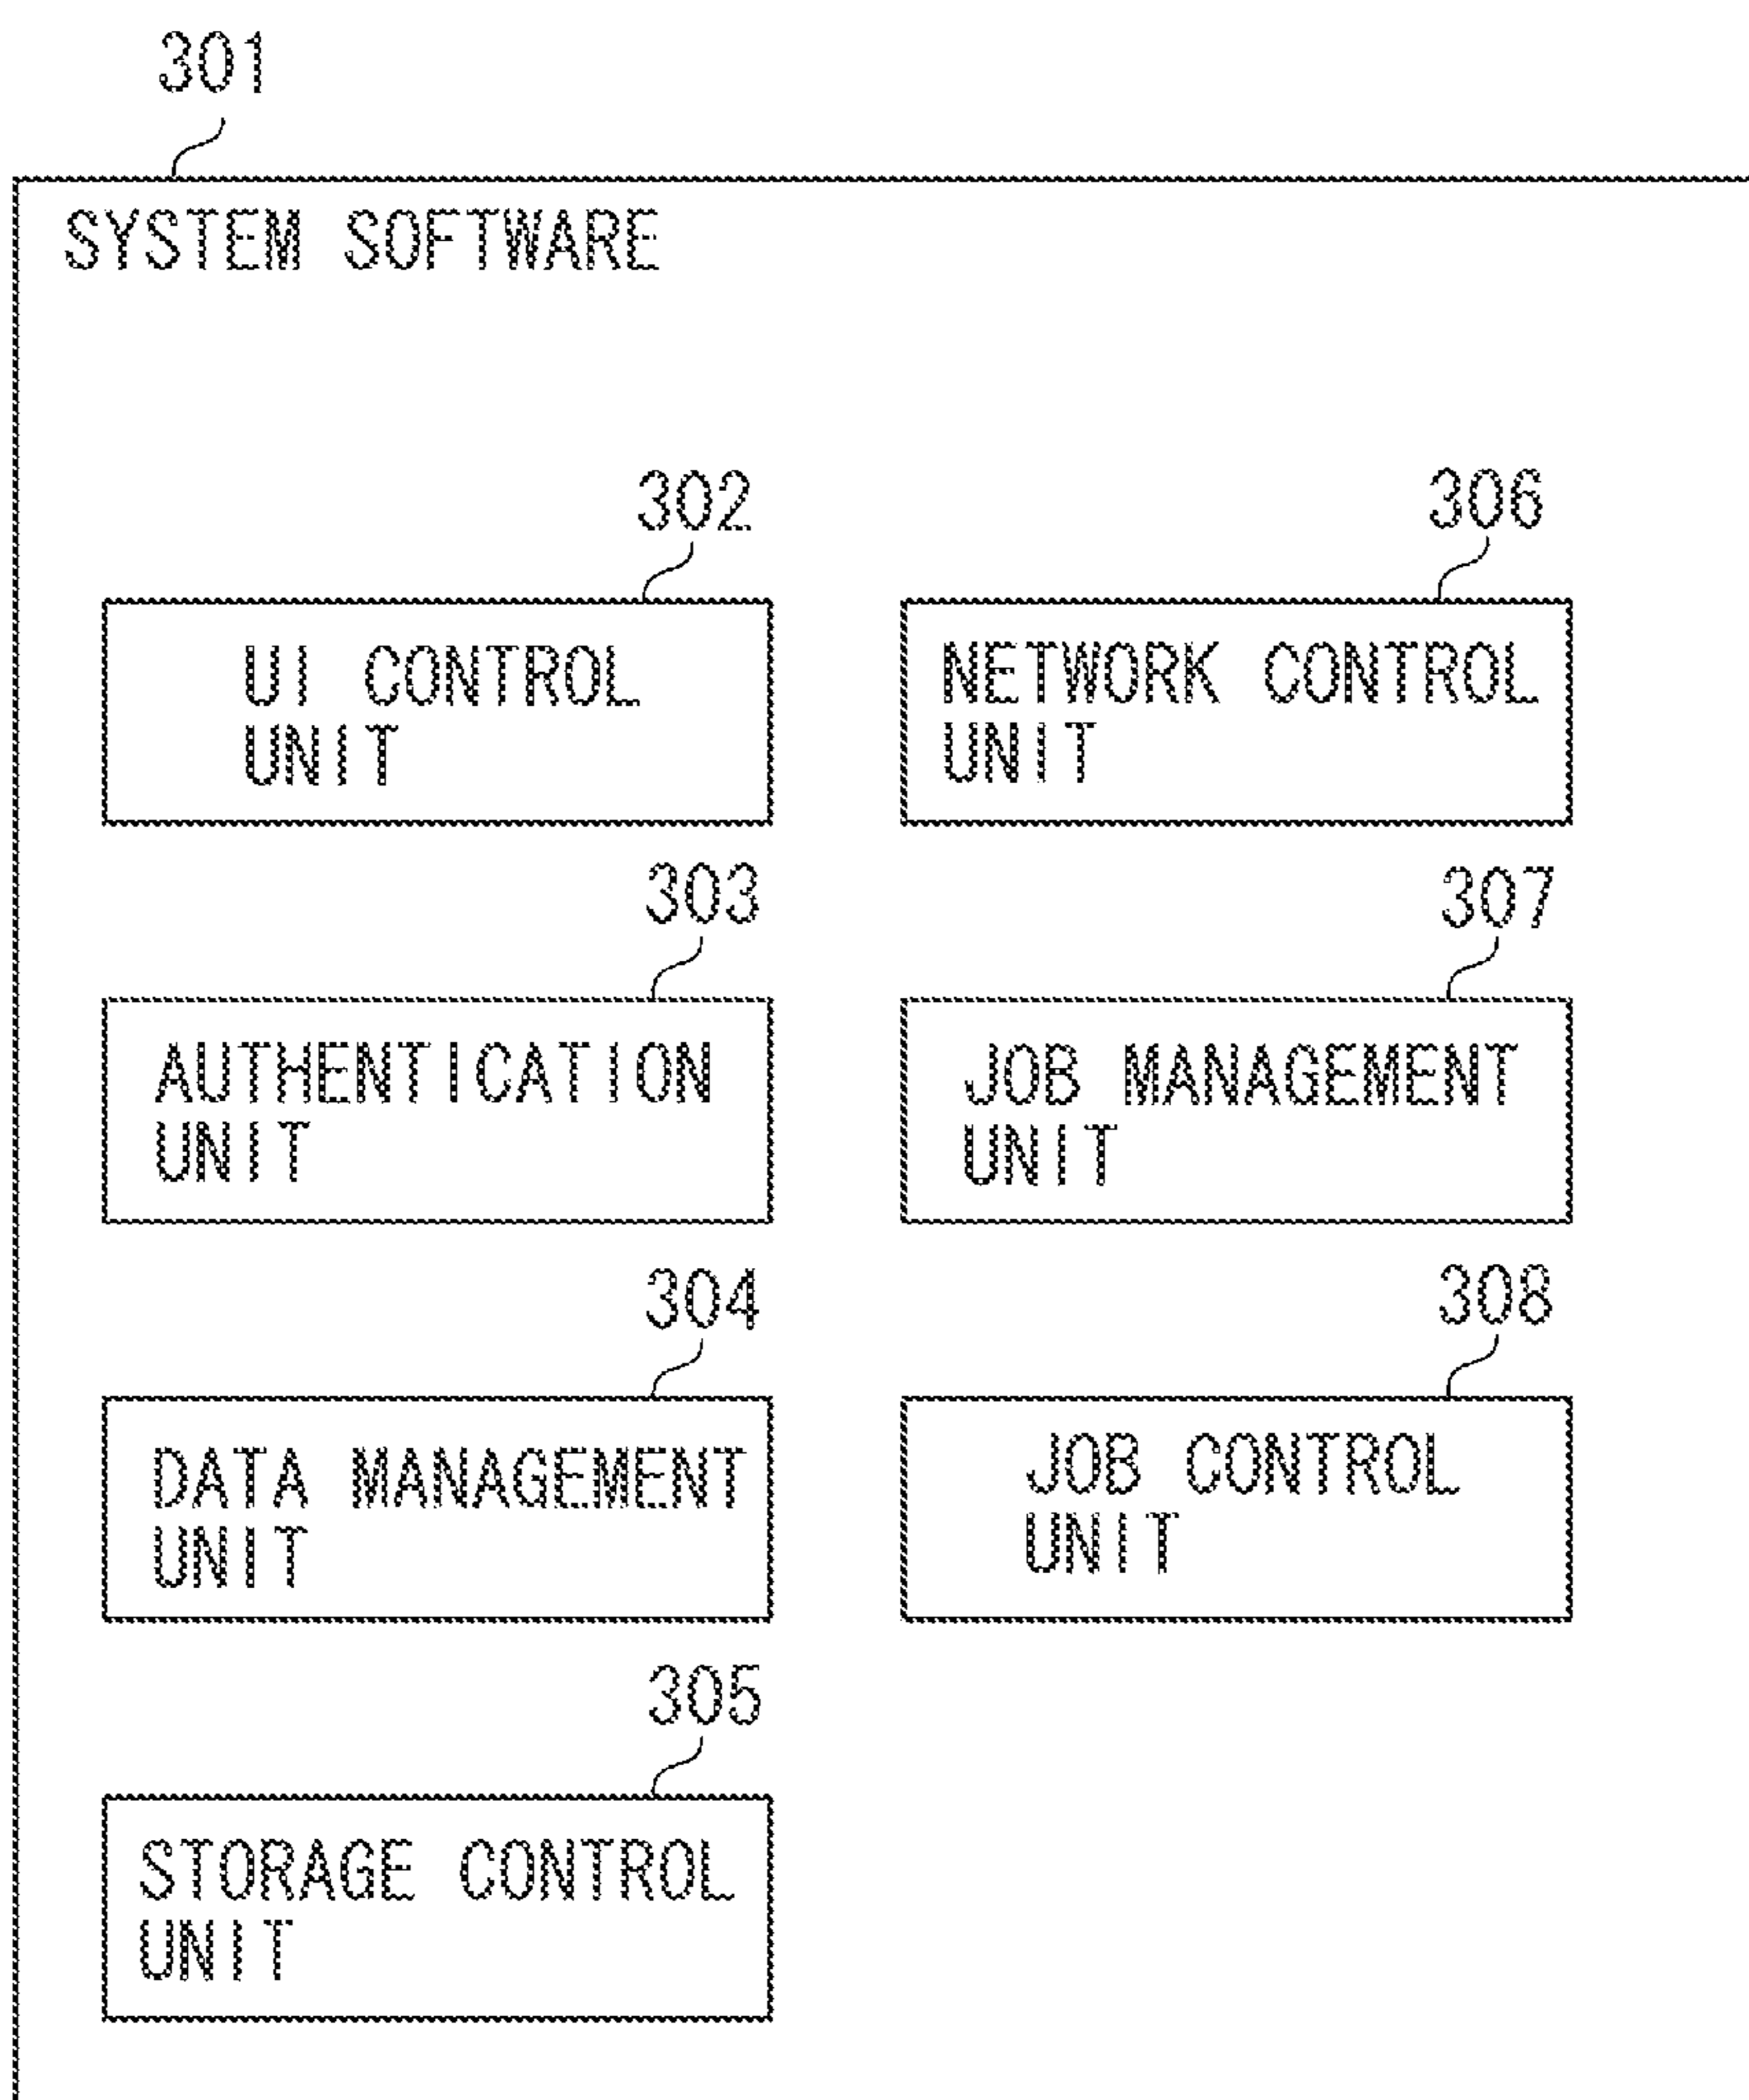 301
SYSTEM SOFTWARE
302
UI CONTROL
UNIT
303
AUTHENTICATION
UNIT
304
DATA MANAGEMENT
UNIT
305
STORAGE CONTROL
UNIT
306
NETWORK CONTROL
UNIT
307
JOB MANAGEMENT
UNIT
308
JOB CONTROL
UNIT